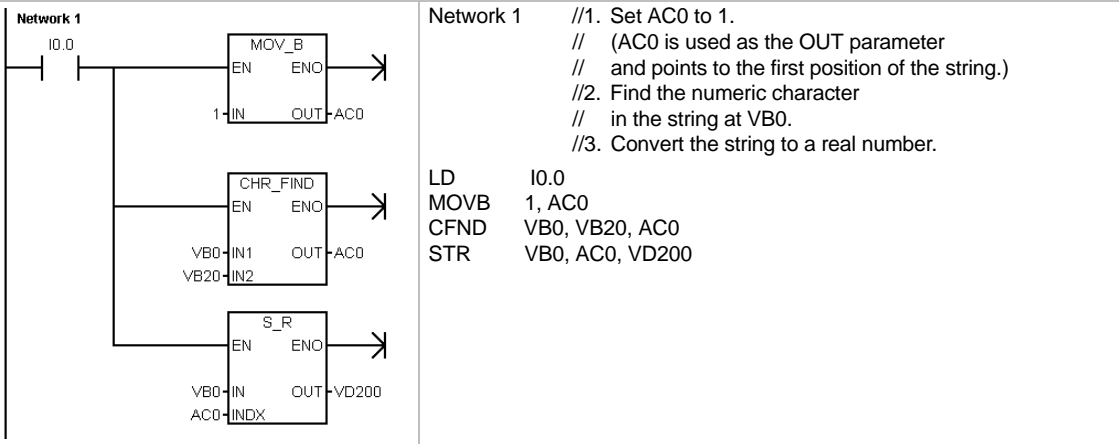 Network 1
I0.0
MOV_B
EN ENO
1 IN OUT AC0
CHR_FIND
EN ENO
VB0 IN1 OUT AC0
VB20 IN2
S_R
EN ENO
VB0 IN OUT VD200
AC0 INDX
Network 1 //1. Set AC0 to 1.
// (AC0 is used as the OUT parameter
// and points to the first position of the string.)
//2. Find the numeric character
// in the string at VB0.
//3. Convert the string to a real number.
LD I0.0
MOVB 1, AC0
CFND VB0, VB20, AC0
STR VB0, AC0, VD200